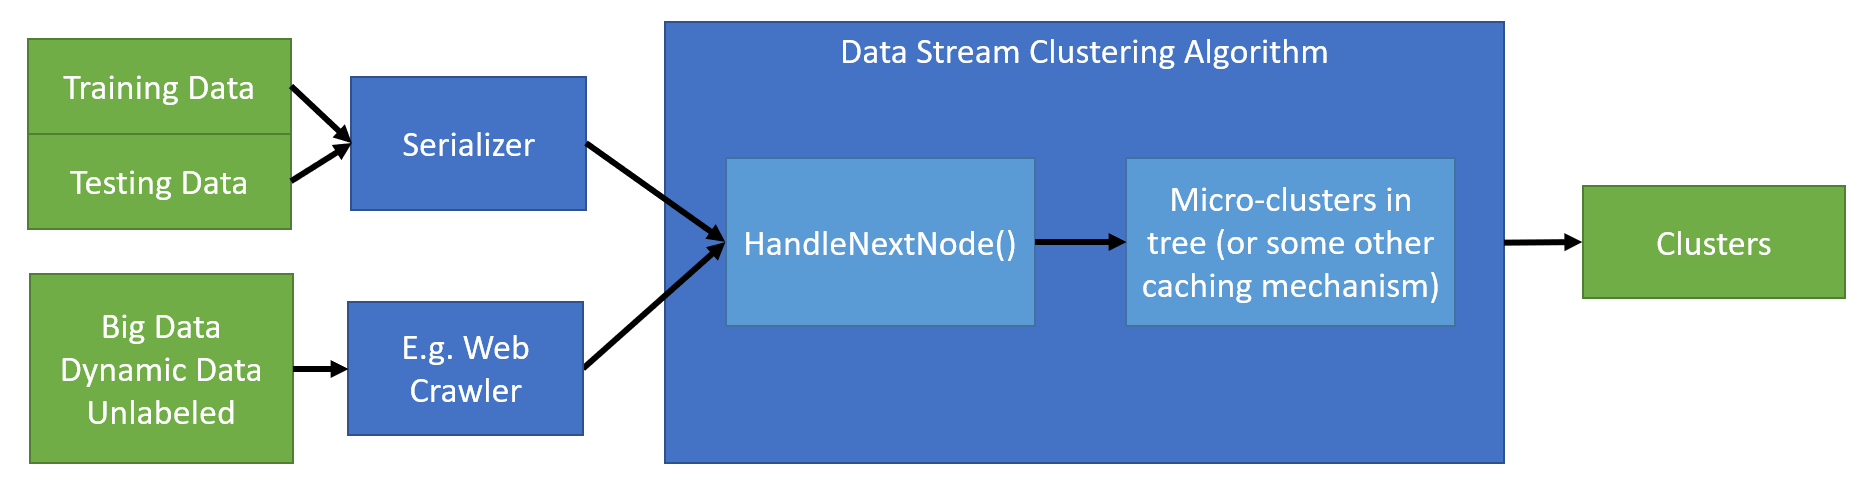 Training Data
Testing Data
Serializer
Big Data
Dynamic Data
Unlabeled
E.g. Web
Crawler
Data Stream Clustering Algorithm
HandleNextNode()
Micro-clusters in
tree (or some other
caching mechanism)
Clusters